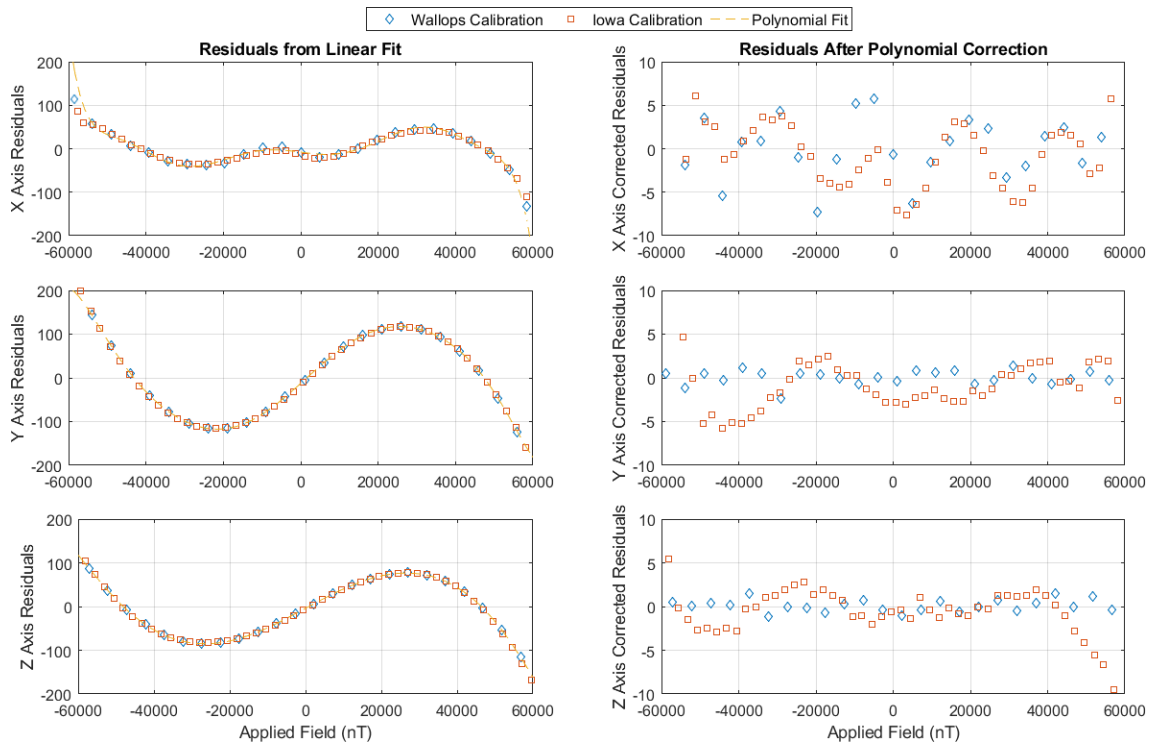 Wallops Calibration Iowa Calibration Polynomial Fit
Residuals from Linear Fit
X Axis Residuals
200
100
0
-100
-200
-60000 -40000 -20000 0 20000 40000 60000
Residuals After Polynomial Correction
X Axis Corrected Residuals
10
5
0
-5
-10
-60000 -40000 -20000 0 20000 40000 60000
Y Axis Residuals
200
100
0
-100
-200
-60000 -40000 -20000 0 20000 40000 60000
Y Axis Corrected Residuals
10
5
0
-5
-10
-60000 -40000 -20000 0 20000 40000 60000
Z Axis Residuals
200
100
0
-100
-200
-60000 -40000 -20000 0 20000 40000 60000
Applied Field (nT)
Z Axis Corrected Residuals
10
5
0
-5
-10
-60000 -40000 -20000 0 20000 40000 60000
Applied Field (nT)